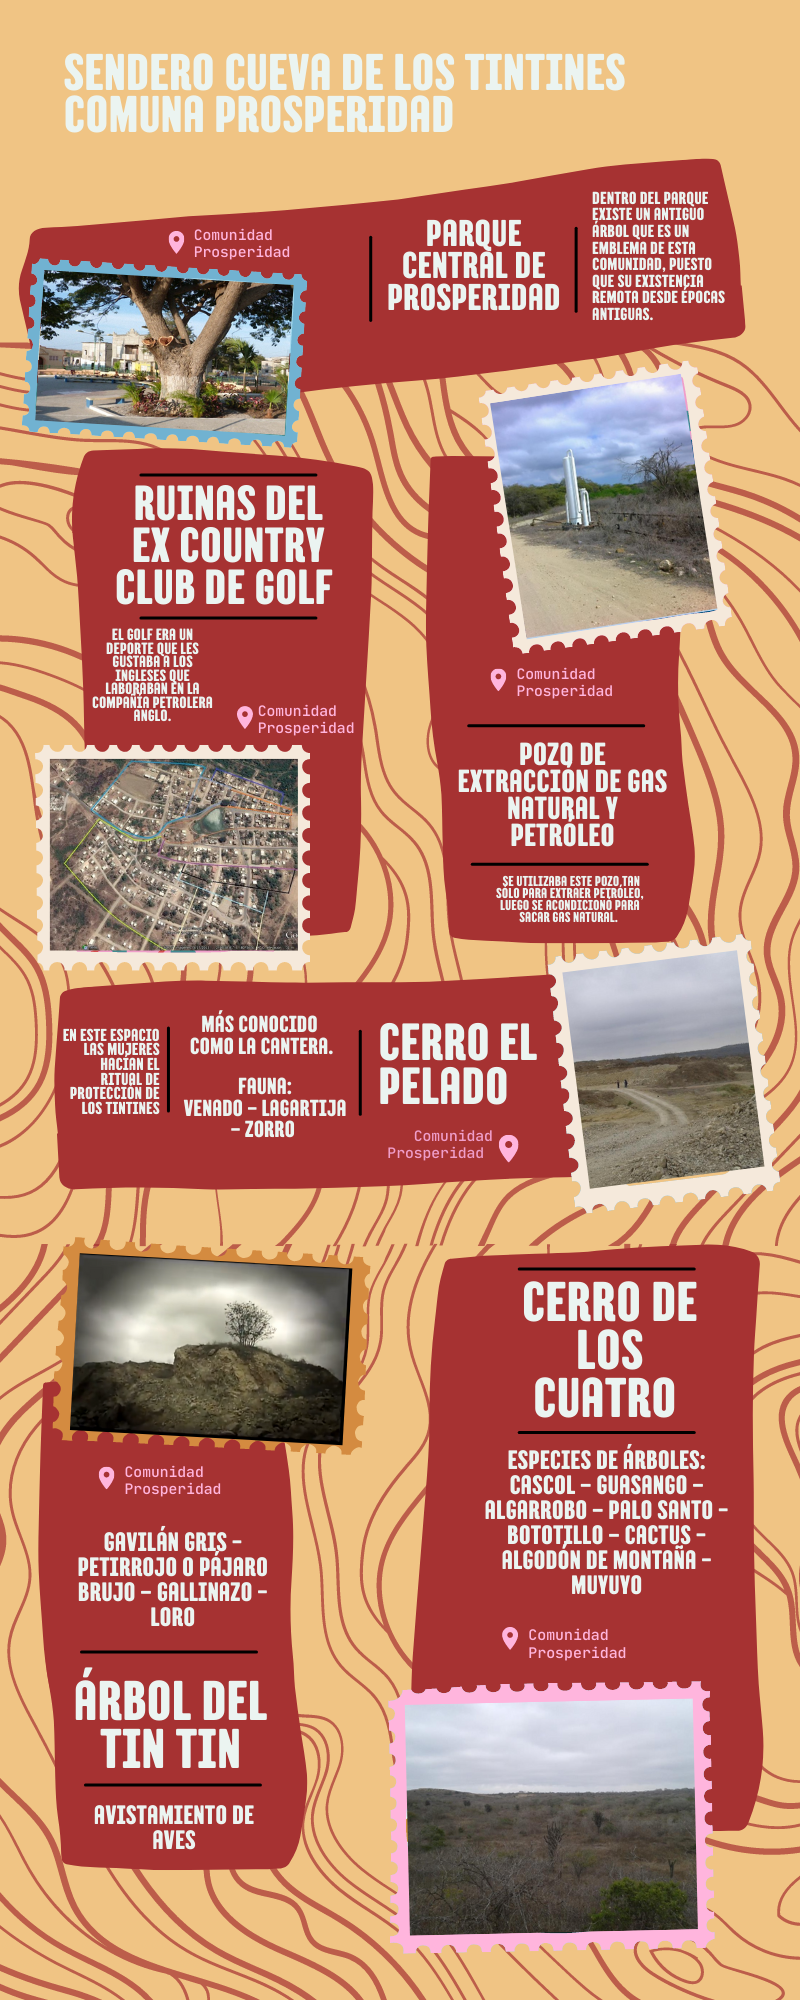 SENDERO CUEVA DE LOS TINTINES
COMUNA PROSPERIDAD
Comunidad
Prosperidad
PARQUE
CENTRAL DE
PROSPERIDAD
DENTRO DEL PARQUE
EXISTE UN ANTIGUO
ÁRBOL QUE ES UN
EMBLEMA DE ESTA
COMUNIDAD, PUESTO
QUE SU EXISTENCIA
REMOTA DESDE ÉPOCAS
ANTIGUAS.
RUINAS DEL
EX COUNTRY
CLUB DE GOLF
EL GOLF ERA UN
DEPORTE QUE LES
GUSTABA A LOS
INGLESES QUE
LABORABAN EN LA
COMPAÑÍA PETROLERA
ANGLO.
Comunidad
Prosperidad
Comunidad
Prosperidad
POZO DE
EXTRACCIÓN DE GAS
NATURAL Y
PETRÓLEO
SE UTILIZABA ESTE POZO,TAN
SÓLO PARA EXTRAER PETRÓLEO,
LUEGO SE ACONDICIONÓ PARA
SACAR GAS NATURAL.
EN ESTE ESPACIO
LAS MUJERES
HACÍAN EL
RITUAL DE
PROTECCIÓN DE
LOS TINTINES
MÁS CONOCIDO
COMO LA CANTERA.
FAUNA:
VENADO – LAGARTIJA
– ZORRO
CERRO EL
PELADO
Comunidad
Prosperidad
Comunidad
Prosperidad
GAVILÁN GRIS –
PETIRROJO O PÁJARO
BRUJO – GALLINAZO –
LORO
ÁRBOL DEL
TIN TIN
AVISTAMIENTO DE
AVES
CERRO DE
LOS
CUATRO
ESPECIES DE ÁRBOLES:
CASCOL – GUASANGO –
ALGARROBO – PALO SANTO –
BOTOTILLO – CACTUS –
ALGODÓN DE MONTAÑA –
MUYUYO
Comunidad
Prosperidad